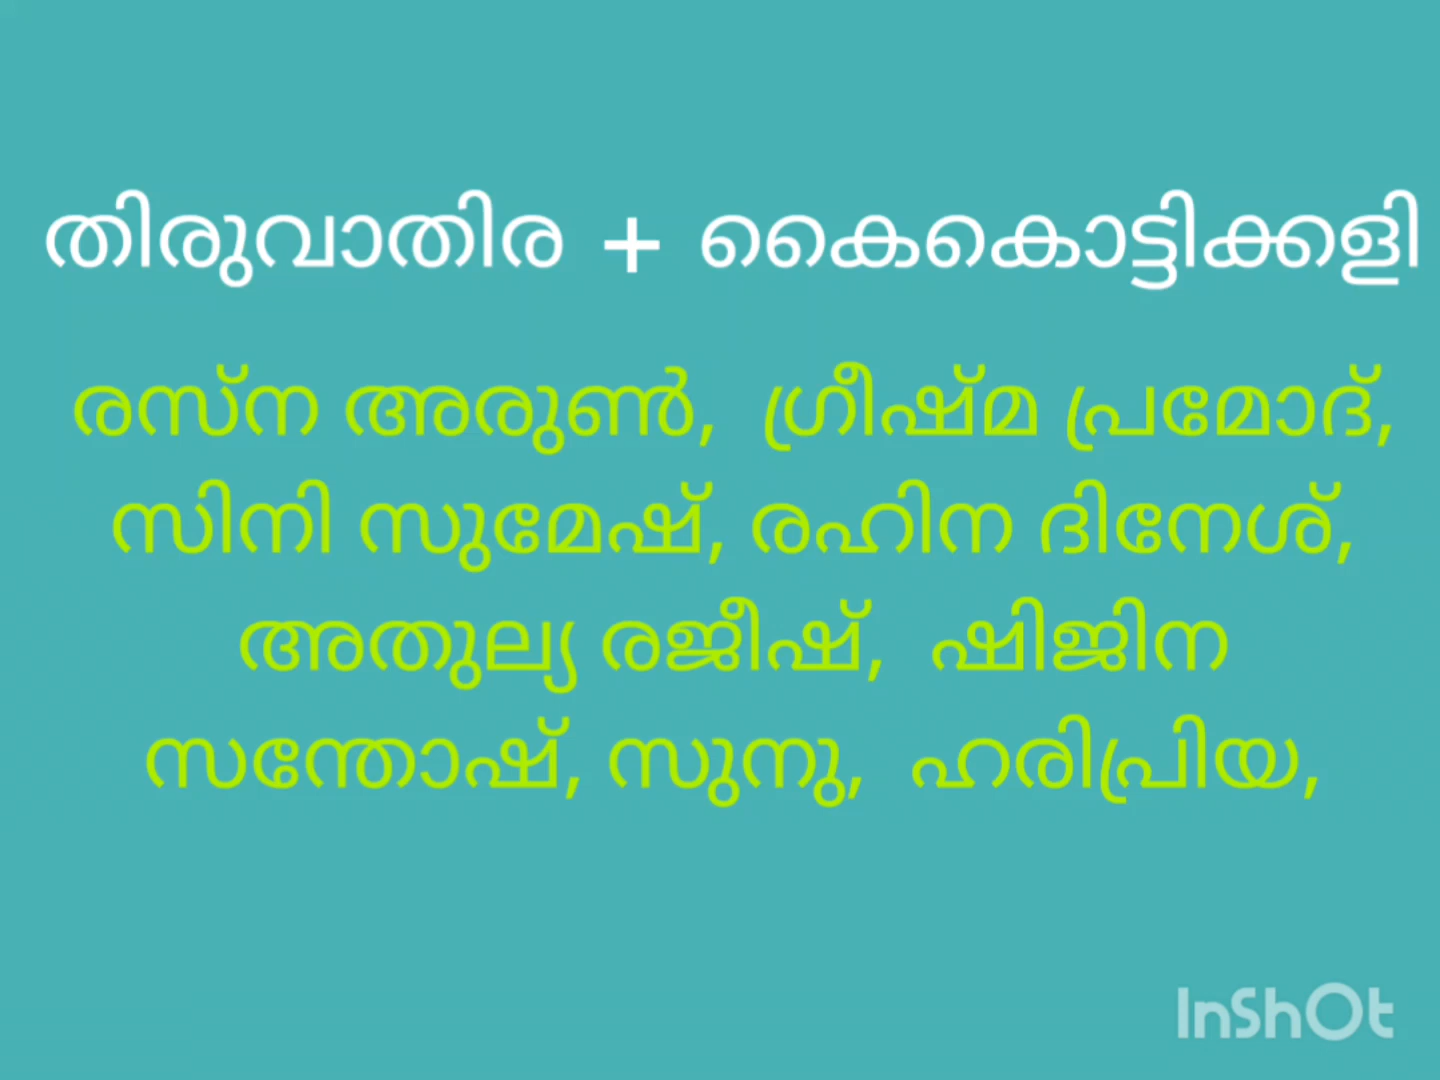 തിരുവാതിര + കൈകൊട്ടിക്കളി
രസ്ന അരുൺ, ഗ്രീഷ്മ പ്രമോദ്,
സിനി സുമേഷ്, രഹിന ദിനേശ്,
അതുല്യ രജീഷ്, ഷിജിന
സന്തോഷ്, സുനു, ഹരിപ്രിയ,
InShOt